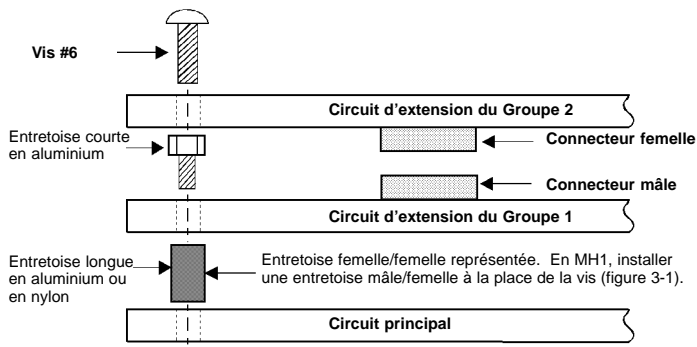 Vis #6
Circuit d'extension du Groupe 2
Entretoise courte
en aluminium
Connecteur femelle
Connecteur mâle
Circuit d'extension du Groupe 1
Entretoise longue
en aluminium ou
en nylon
Entretoise femelle/femelle représentée. En MH1, installer
une entretoise mâle/femelle à la place de la vis (figure 3-1).
Circuit principal